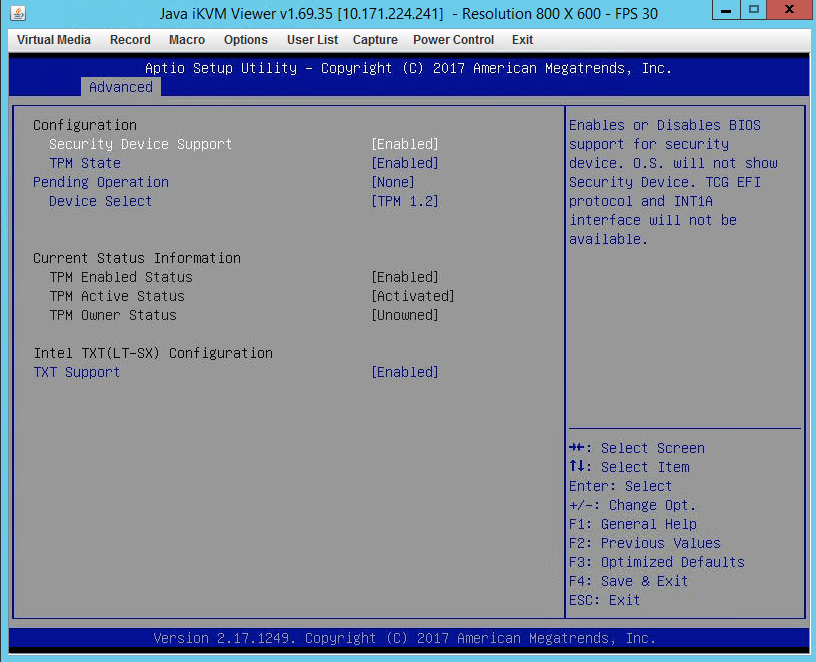 Java iKVM Viewer v1.69.35 [10.171.224.241] - Resolution 800 X 600 - FPS 30
Virtual Media Record Macro Options User List Capture Power Control Exit
Aptio Setup Utility – Copyright (C) 2017 American Megatrends, Inc.
Advanced
Configuration
Security Device Support [Enabled]
TPM State [Enabled]
Pending Operation [None]
Device Select [TPM 1.2]
Current Status Information
TPM Enabled Status [Enabled]
TPM Active Status [Activated]
TPM Owner Status [Unowned]
Intel TXT(LT-SX) Configuration
TXT Support [Enabled]
Enables or Disables BIOS
support for security
device. O.S. will not show
Security Device. TCG EFI
protocol and INT1A
interface will not be
available.
→←: Select Screen
↑↓: Select Item
Enter: Select
+/-: Change Opt.
F1: General Help
F2: Previous Values
F3: Optimized Defaults
F4: Save & Exit
ESC: Exit
Version 2.17.1249. Copyright (C) 2017 American Megatrends, Inc.